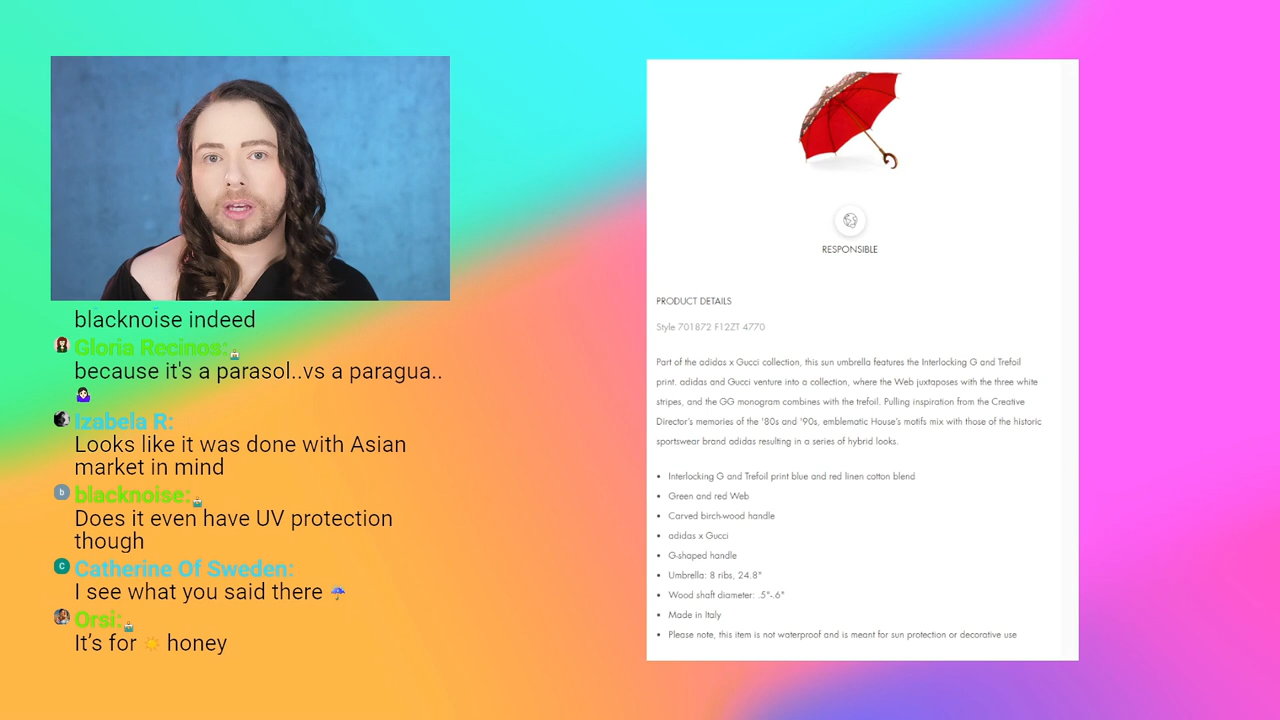 blacknoise indeed
Gloria Recinos:
because it's a parasol..vs a paragua..
Izabela R:
Looks like it was done with Asian
market in mind
b
blacknoise:
Does it even have UV protection
though
C
Catherine Of Sweden:
I see what you said there ☔
Orsi:
It’s for ☀️ honey
RESPONSIBLE
PRODUCT DETAILS
Style 701872 F12ZT 4770
Part of the adidas x Gucci collection, this sun umbrella features the Interlocking G and Trefoil
print. adidas and Gucci venture into a collection, where the Web juxtaposes with the three white
stripes, and the GG monogram combines with the trefoil. Pulling inspiration from the Creative
Director's memories of the '80s and '90s, emblematic House's motifs mix with those of the historic
sportswear brand adidas resulting in a series of hybrid looks.
• Interlocking G and Trefoil print blue and red linen cotton blend
• Green and red Web
• Carved birch-wood handle
• adidas x Gucci
• G-shaped handle
• Umbrella: 8 ribs, 24.8"
• Wood shaft diameter: .5"-.6"
• Made in Italy
• Please note, this item is not waterproof and is meant for sun protection or decorative use